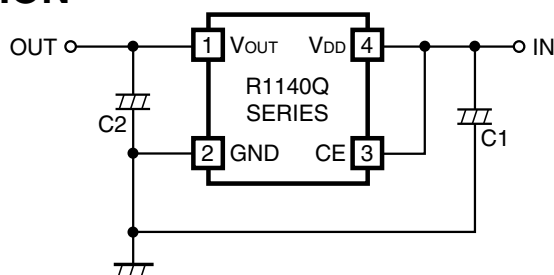 ION
OUT 1 VOUT VDD 4 IN
R1140Q
SERIES
C2 C1
2 GND CE 3